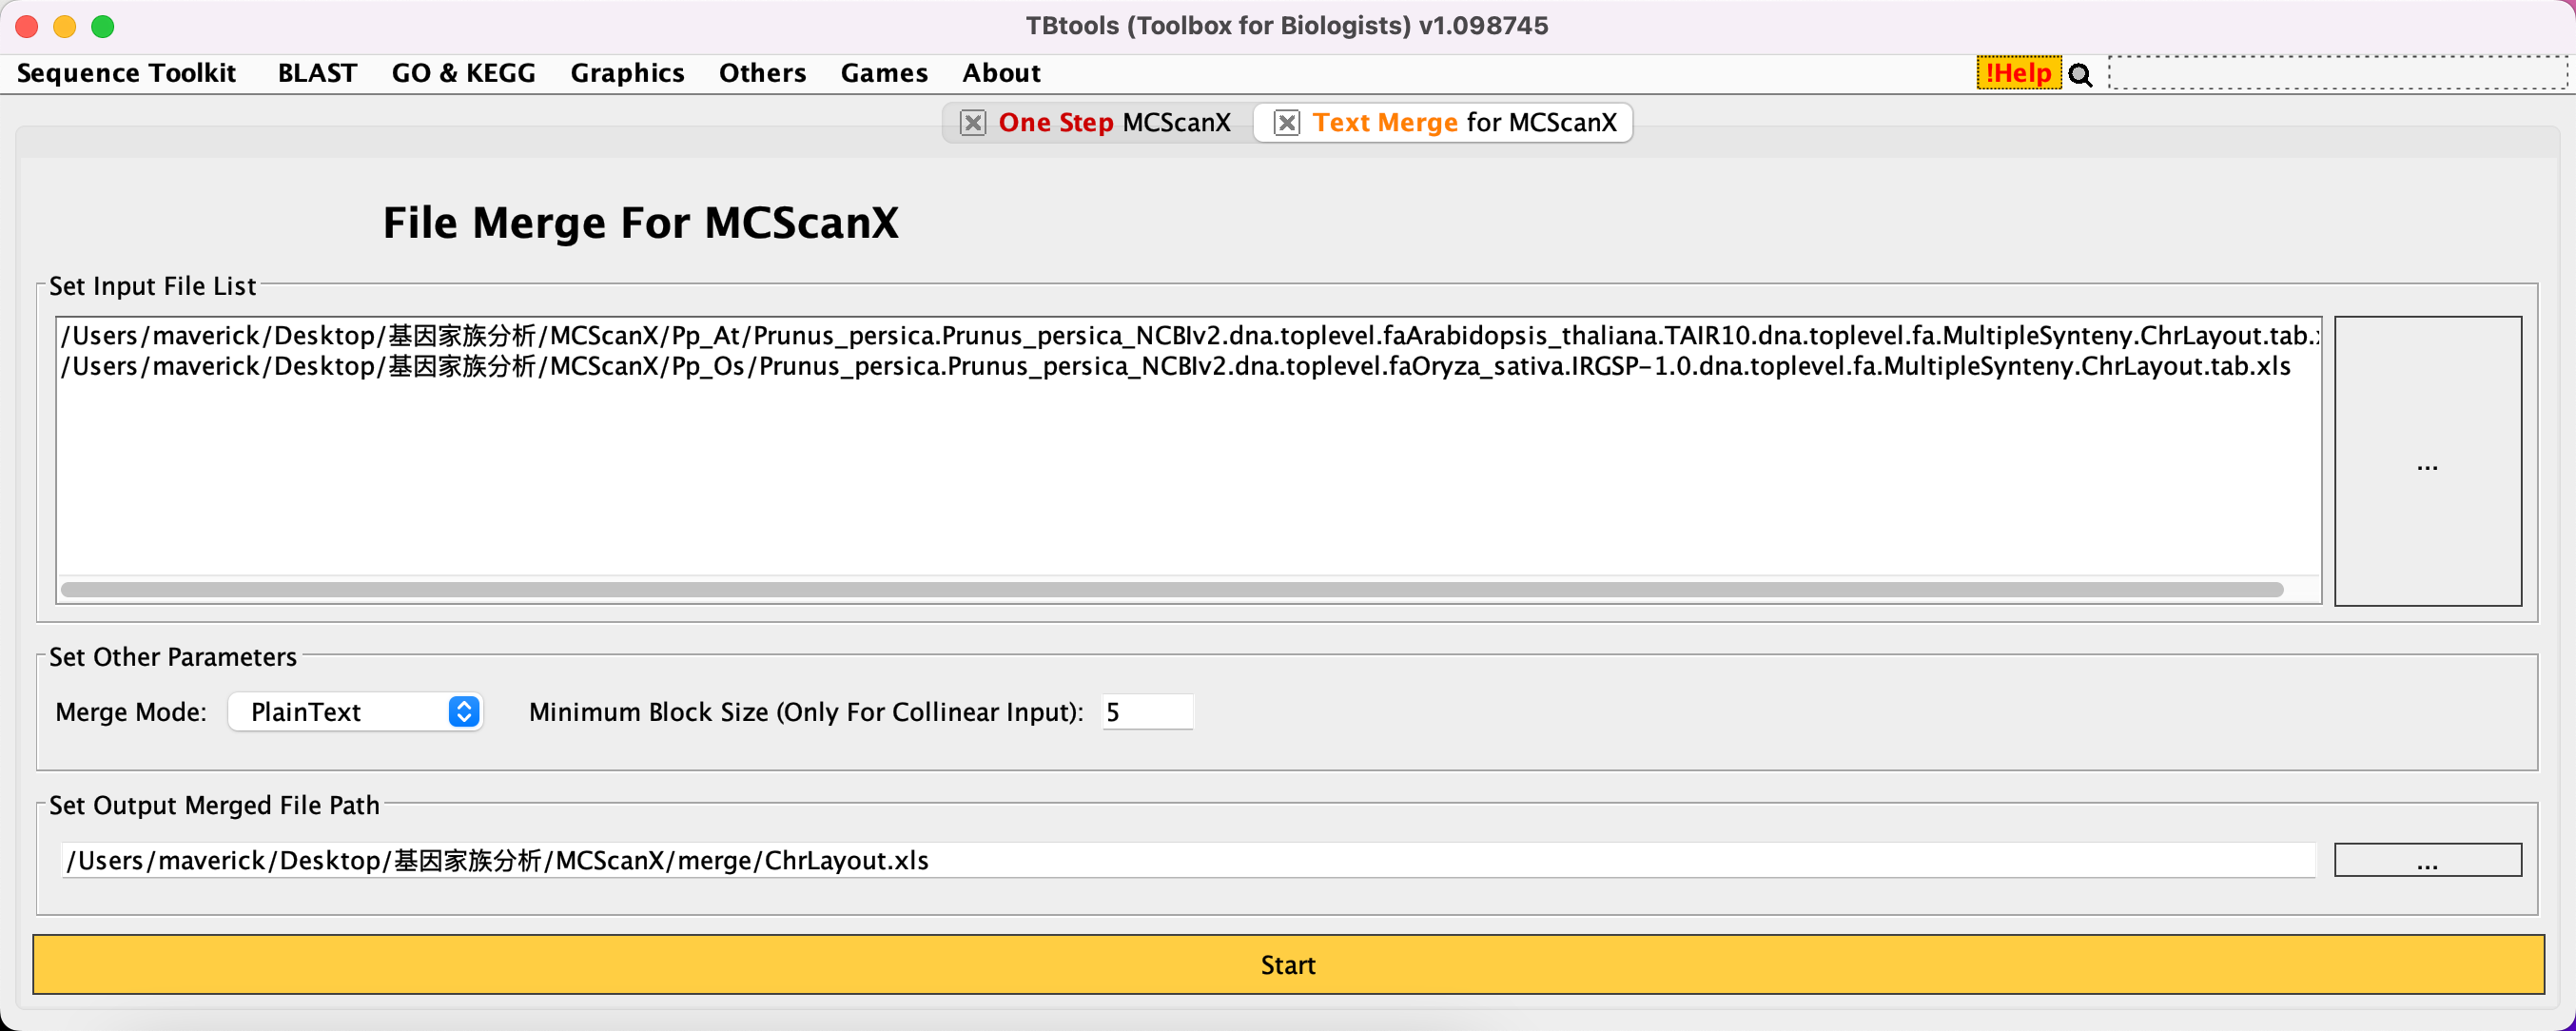 TBtools (Toolbox for Biologists) v1.098745
Sequence Toolkit BLAST GO & KEGG Graphics Others Games About !Help
One Step MCScanX Text Merge for MCScanX
File Merge For MCScanX
Set Input File List
/Users/maverick/Desktop/基因家族分析/MCScanX/Pp_At/Prunus_persica.Prunus_persica_NCBIv2.dna.toplevel.faArabidopsis_thaliana.TAIR10.dna.toplevel.fa.MultipleSynteny.ChrLayout.tab.
/Users/maverick/Desktop/基因家族分析/MCScanX/Pp_Os/Prunus_persica.Prunus_persica_NCBIv2.dna.toplevel.faOryza_sativa.IRGSP-1.0.dna.toplevel.fa.MultipleSynteny.ChrLayout.tab.xls
...
Set Other Parameters
Merge Mode: PlainText Minimum Block Size (Only For Collinear Input): 5
Set Output Merged File Path
/Users/maverick/Desktop/基因家族分析/MCScanX/merge/ChrLayout.xls ...
Start